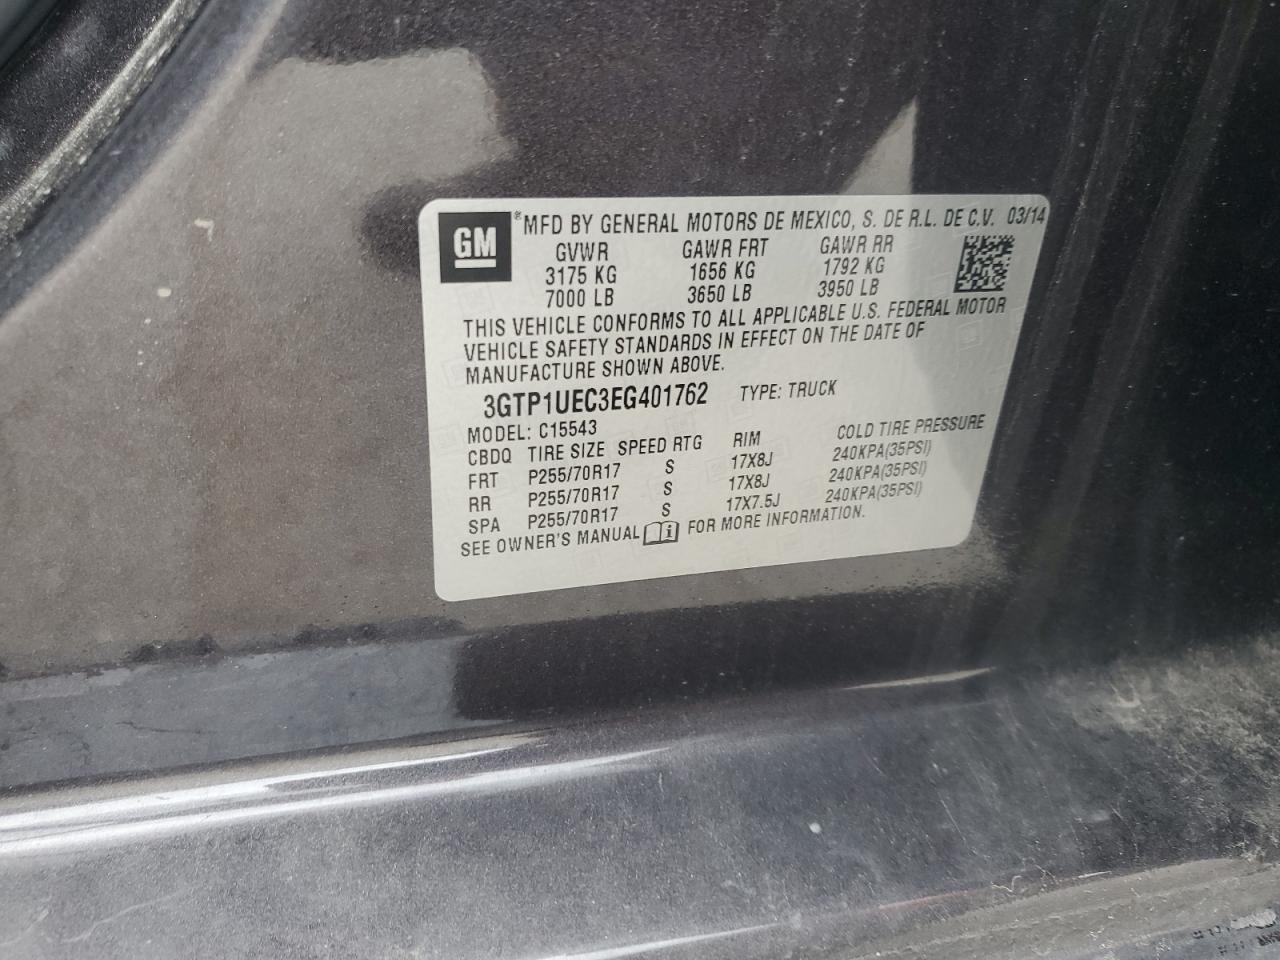 GM ® MFD BY GENERAL MOTORS DE MEXICO, S. DE R.L. DE C.V. 03/14
GVWR GAWR FRT GAWR RR
3175 KG 1656 KG 1792 KG
7000 LB 3650 LB 3950 LB
THIS VEHICLE CONFORMS TO ALL APPLICABLE U.S. FEDERAL MOTOR
VEHICLE SAFETY STANDARDS IN EFFECT ON THE DATE OF
MANUFACTURE SHOWN ABOVE.
3GTP1UEC3EG401762 TYPE: TRUCK
MODEL: C15543
CBDQ TIRE SIZE SPEED RTG RIM COLD TIRE PRESSURE
FRT P255/70R17 S 17X8J 240KPA(35PSI)
RR P255/70R17 S 17X8J 240KPA(35PSI)
SPA P255/70R17 S 17X7.5J 240KPA(35PSI)
SEE OWNER'S MANUAL i FOR MORE INFORMATION.